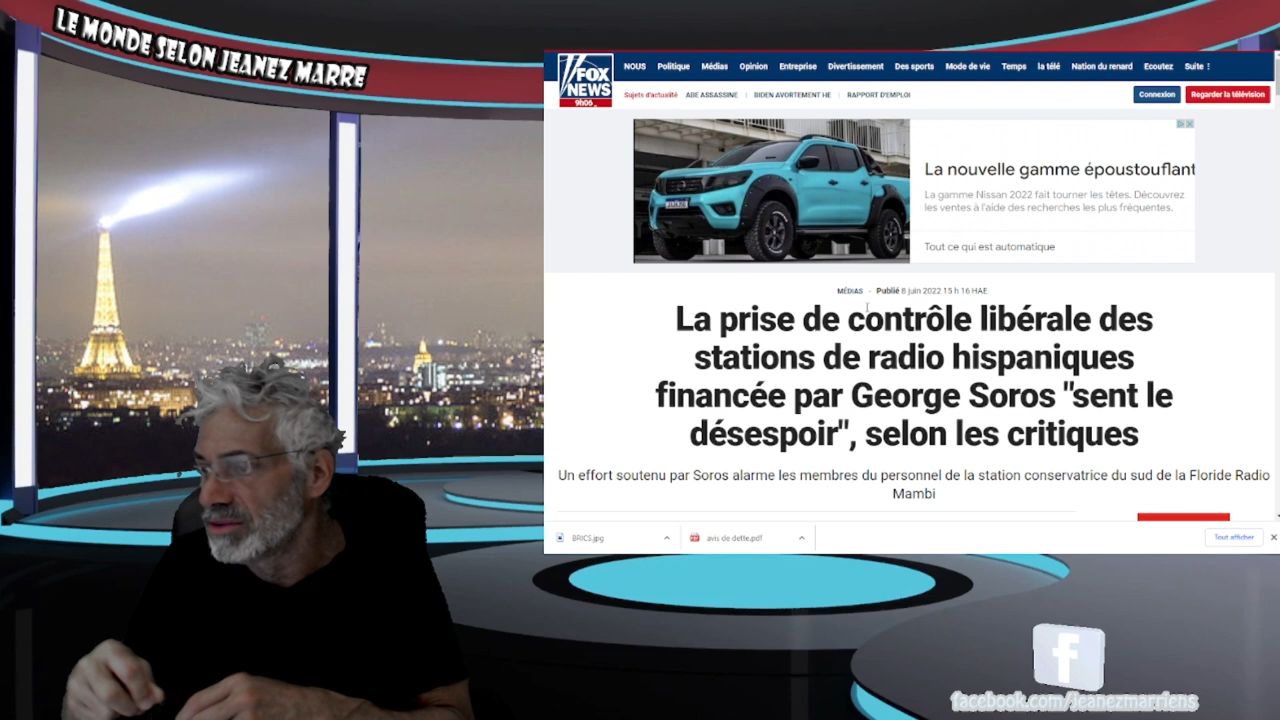 LE MONDE SELON JEANEZ MARRE
FOX
NEWS
9h06
NOUS Politique Médias Opinion Entreprise Divertissement Des sports Mode de vie Temps la télé Nation du renard Ecoutez Suite
Sujets d'actualité ABE ASSASSINÉ BIDEN AVORTEMENT HE RAPPORT D'EMPLOI
Connexion Regarder la télévision
La nouvelle gamme époustouflant
La gamme Nissan 2022 fait tourner les têtes. Découvrez
les ventes à l'aide des recherches les plus fréquentes.
Tout ce qui est automatique
MÉDIAS - Publié 8 juin 2022 15 h 16 HAE
La prise de contrôle libérale des
stations de radio hispaniques
financée par George Soros "sent le
désespoir", selon les critiques
Un effort soutenu par Soros alarme les membres du personnel de la station conservatrice du sud de la Floride Radio
Mambi
BRICS.jpg
avis de dette.pdf
Tout afficher
f
facebook.com/jeanezmarriens